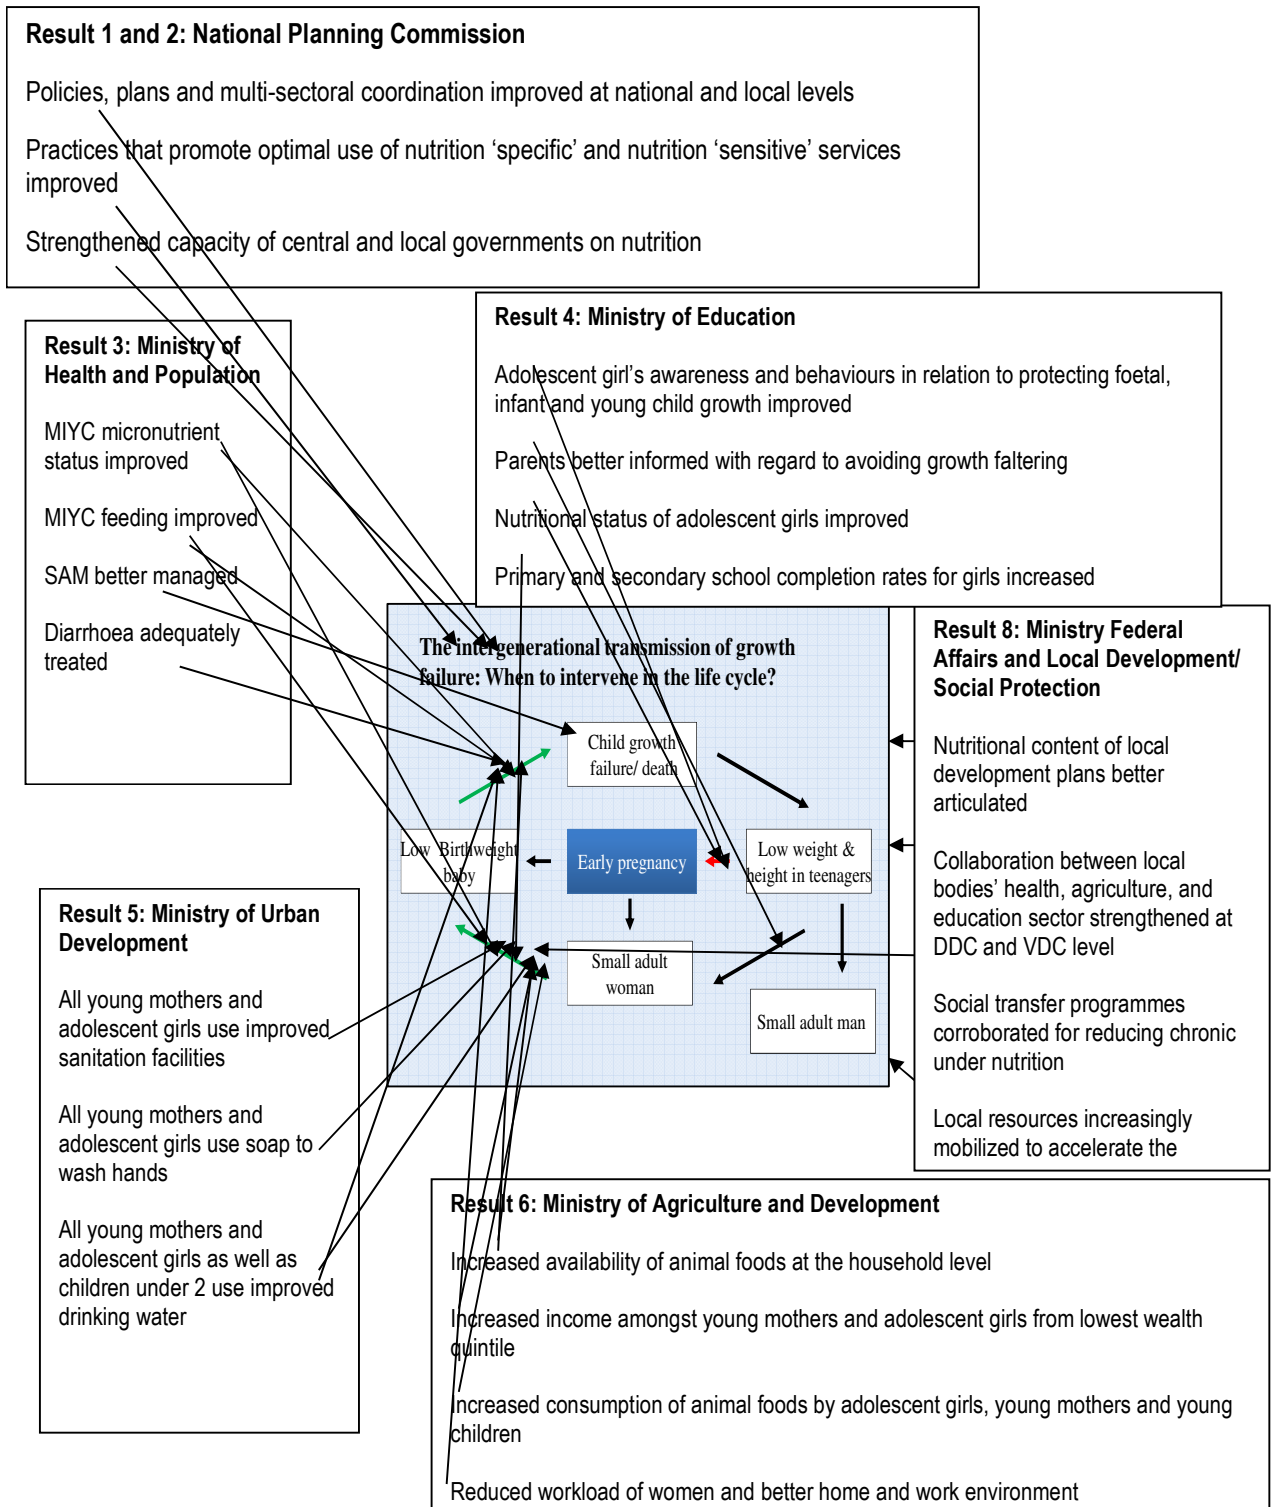 Result 1 and 2: National Planning Commission
Policies, plans and multi-sectoral coordination improved at national and local levels
Practices that promote optimal use of nutrition ‘specific’ and nutrition ‘sensitive’ services
improved
Strengthened capacity of central and local governments on nutrition
Result 3: Ministry of
Health and Population
MIYC micronutrient
status improved
MIYC feeding improved
SAM better managed
Diarrhoea adequately
treated
Result 4: Ministry of Education
Adolescent girl’s awareness and behaviours in relation to protecting foetal,
infant and young child growth improved
Parents better informed with regard to avoiding growth faltering
Nutritional status of adolescent girls improved
Primary and secondary school completion rates for girls increased
The intergenerational transmission of growth
failure: When to intervene in the life cycle?
Child growth
failure/ death
Low Birthweight
baby
Early pregnancy
Low weight &
height in teenagers
Small adult
woman
Small adult man
Result 8: Ministry Federal
Affairs and Local Development/
Social Protection
Nutritional content of local
development plans better
articulated
Collaboration between local
bodies’ health, agriculture, and
education sector strengthened at
DDC and VDC level
Social transfer programmes
corroborated for reducing chronic
under nutrition
Local resources increasingly
mobilized to accelerate the
Result 5: Ministry of Urban
Development
All young mothers and
adolescent girls use improved
sanitation facilities
All young mothers and
adolescent girls use soap to
wash hands
All young mothers and
adolescent girls as well as
children under 2 use improved
drinking water
Result 6: Ministry of Agriculture and Development
Increased availability of animal foods at the household level
Increased income amongst young mothers and adolescent girls from lowest wealth
quintile
Increased consumption of animal foods by adolescent girls, young mothers and young
children
Reduced workload of women and better home and work environment